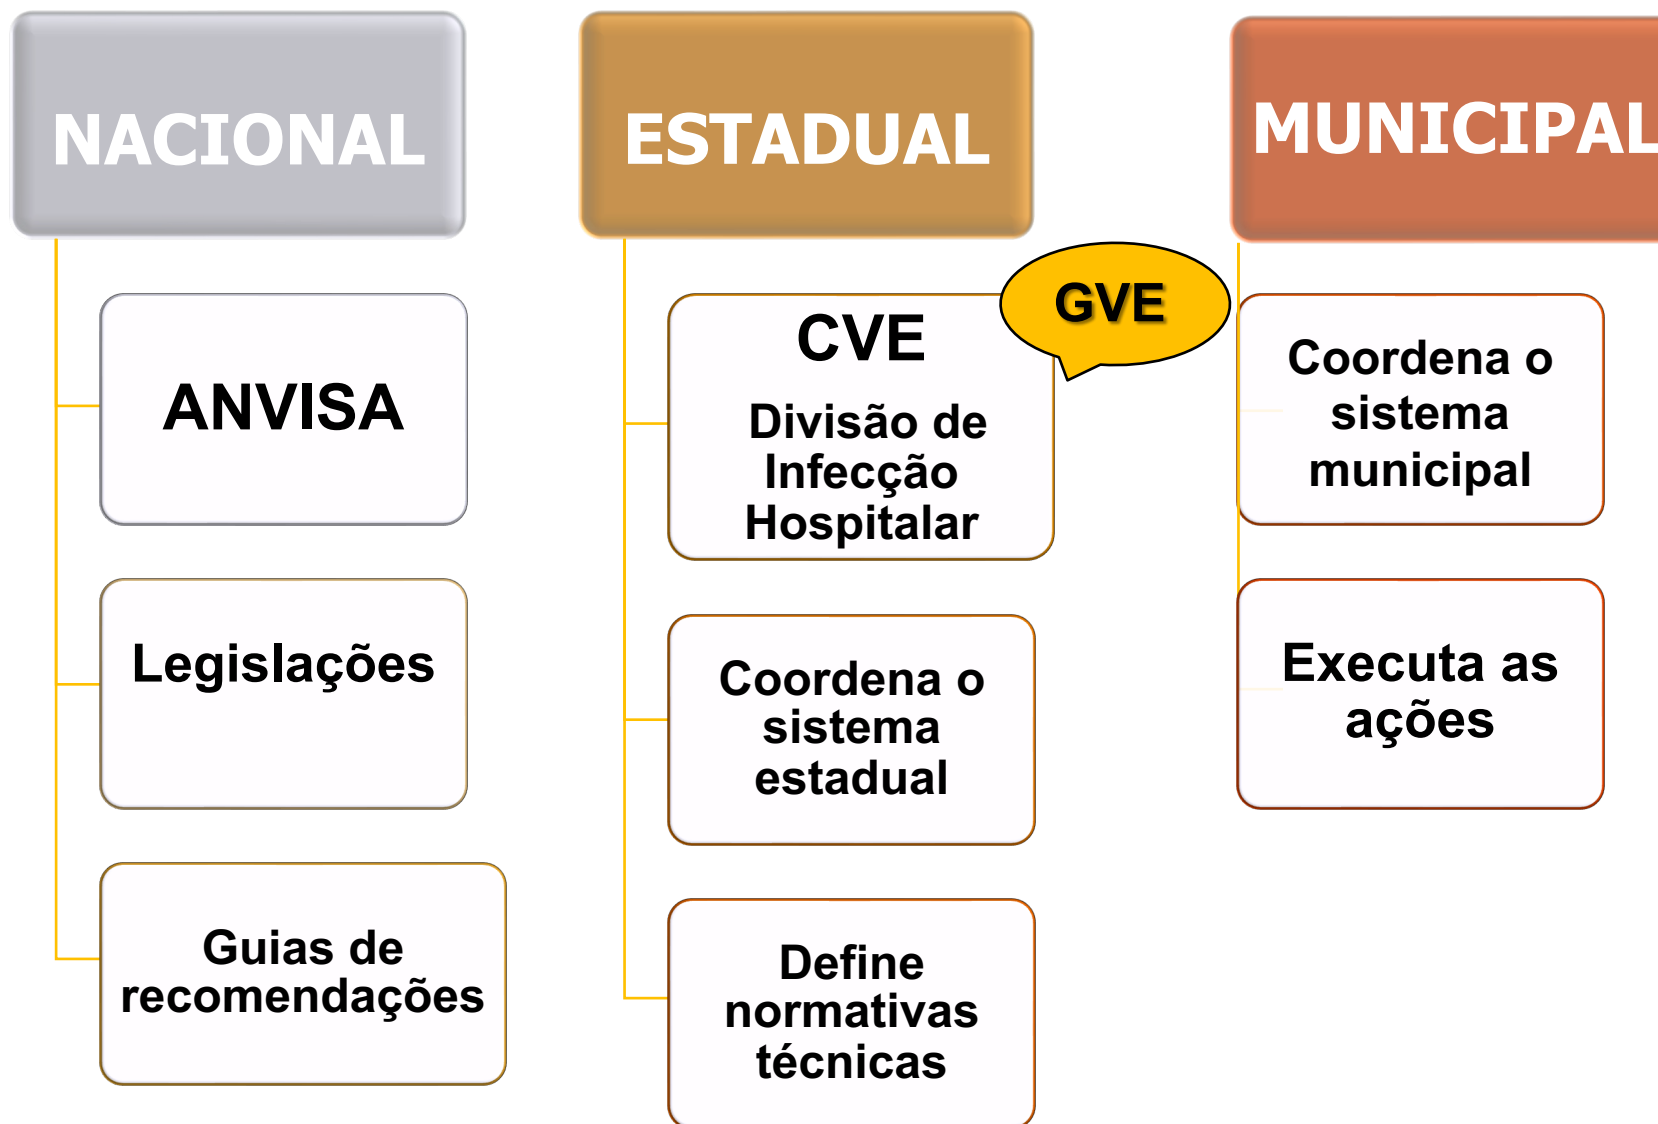 NACIONAL
ANVISA
Legislações
Guias de
recomendações
ESTADUAL
GVE
CVE
Divisão de
Infecção
Hospitalar
Coordena o
sistema
estadual
Define
normativas
técnicas
MUNICIPAL
Coordena o
sistema
municipal
Executa as
ações